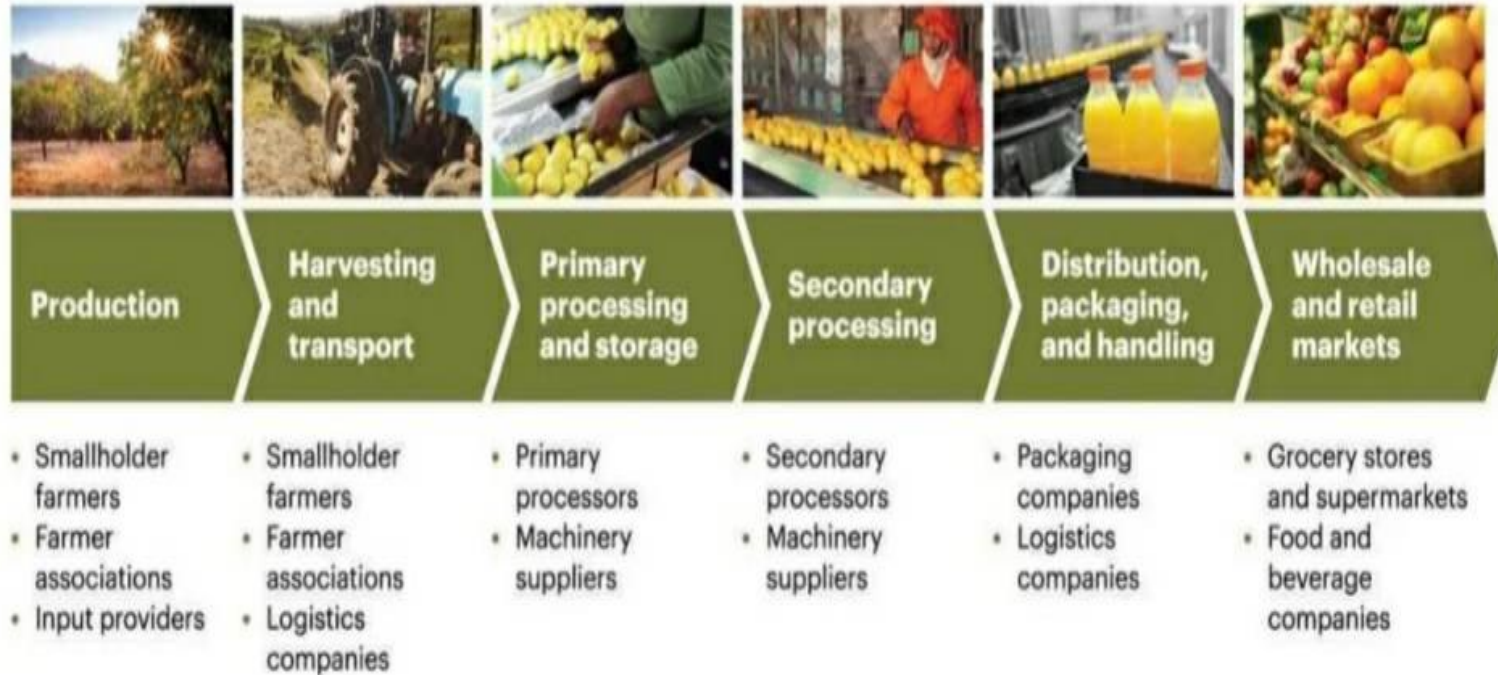 Production
Harvesting
and
transport
Primary
processing
and storage
Secondary
processing
Distribution,
packaging,
and handling
Wholesale
and retail
markets
• Smallholder
farmers
• Farmer
associations
• Input providers
• Smallholder
farmers
• Farmer
associations
• Logistics
companies
• Primary
processors
• Machinery
suppliers
• Secondary
processors
• Machinery
suppliers
• Packaging
companies
• Logistics
companies
• Grocery stores
and supermarkets
• Food and
beverage
companies